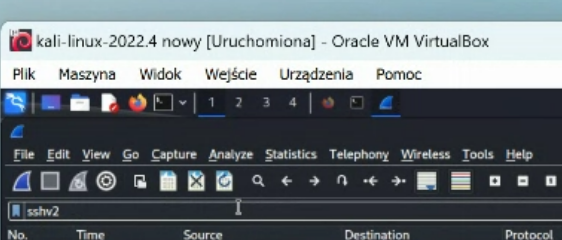 kali-linux-2022.4 nowy [Uruchomiona] - Oracle VM VirtualBox
Plik Maszyna Widok Wejście Urządzenia Pomoc
1 2 3 4
File Edit View Go Capture Analyze Statistics Telephony Wireless Tools Help
sshv2
No. Time Source Destination Protocol